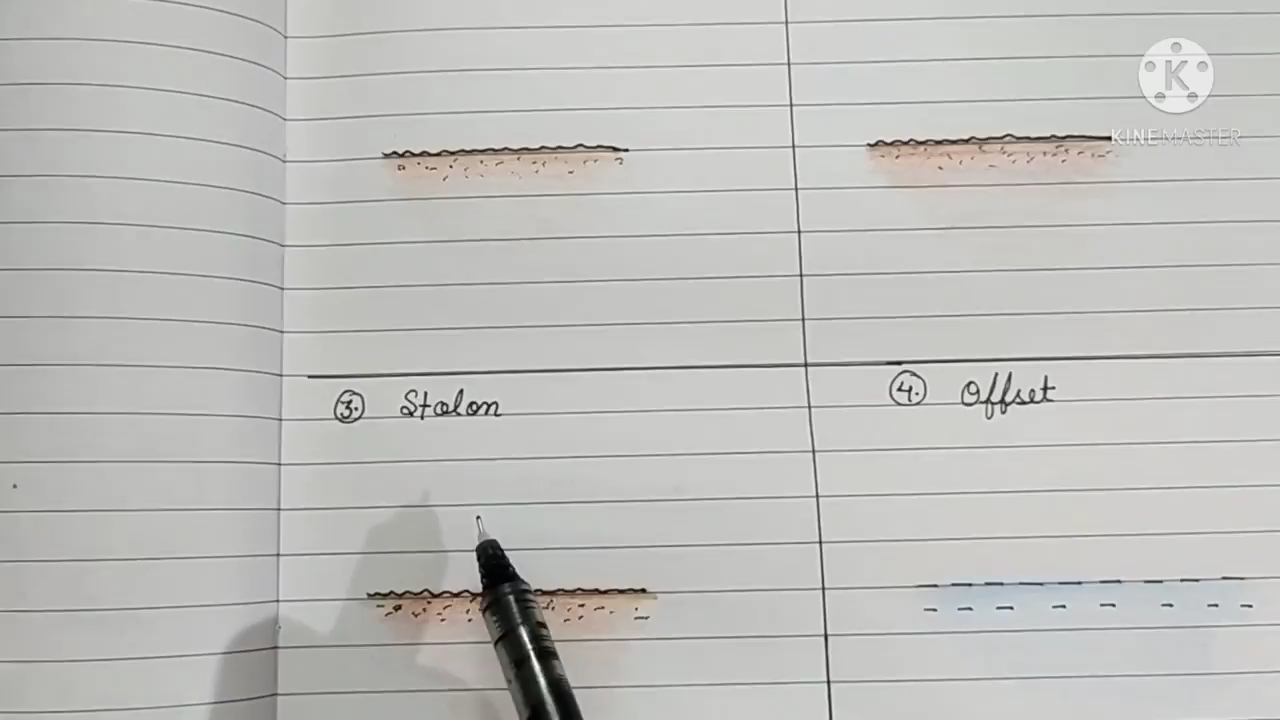 K
KINEMASTER
③. Stolon
④. Offset